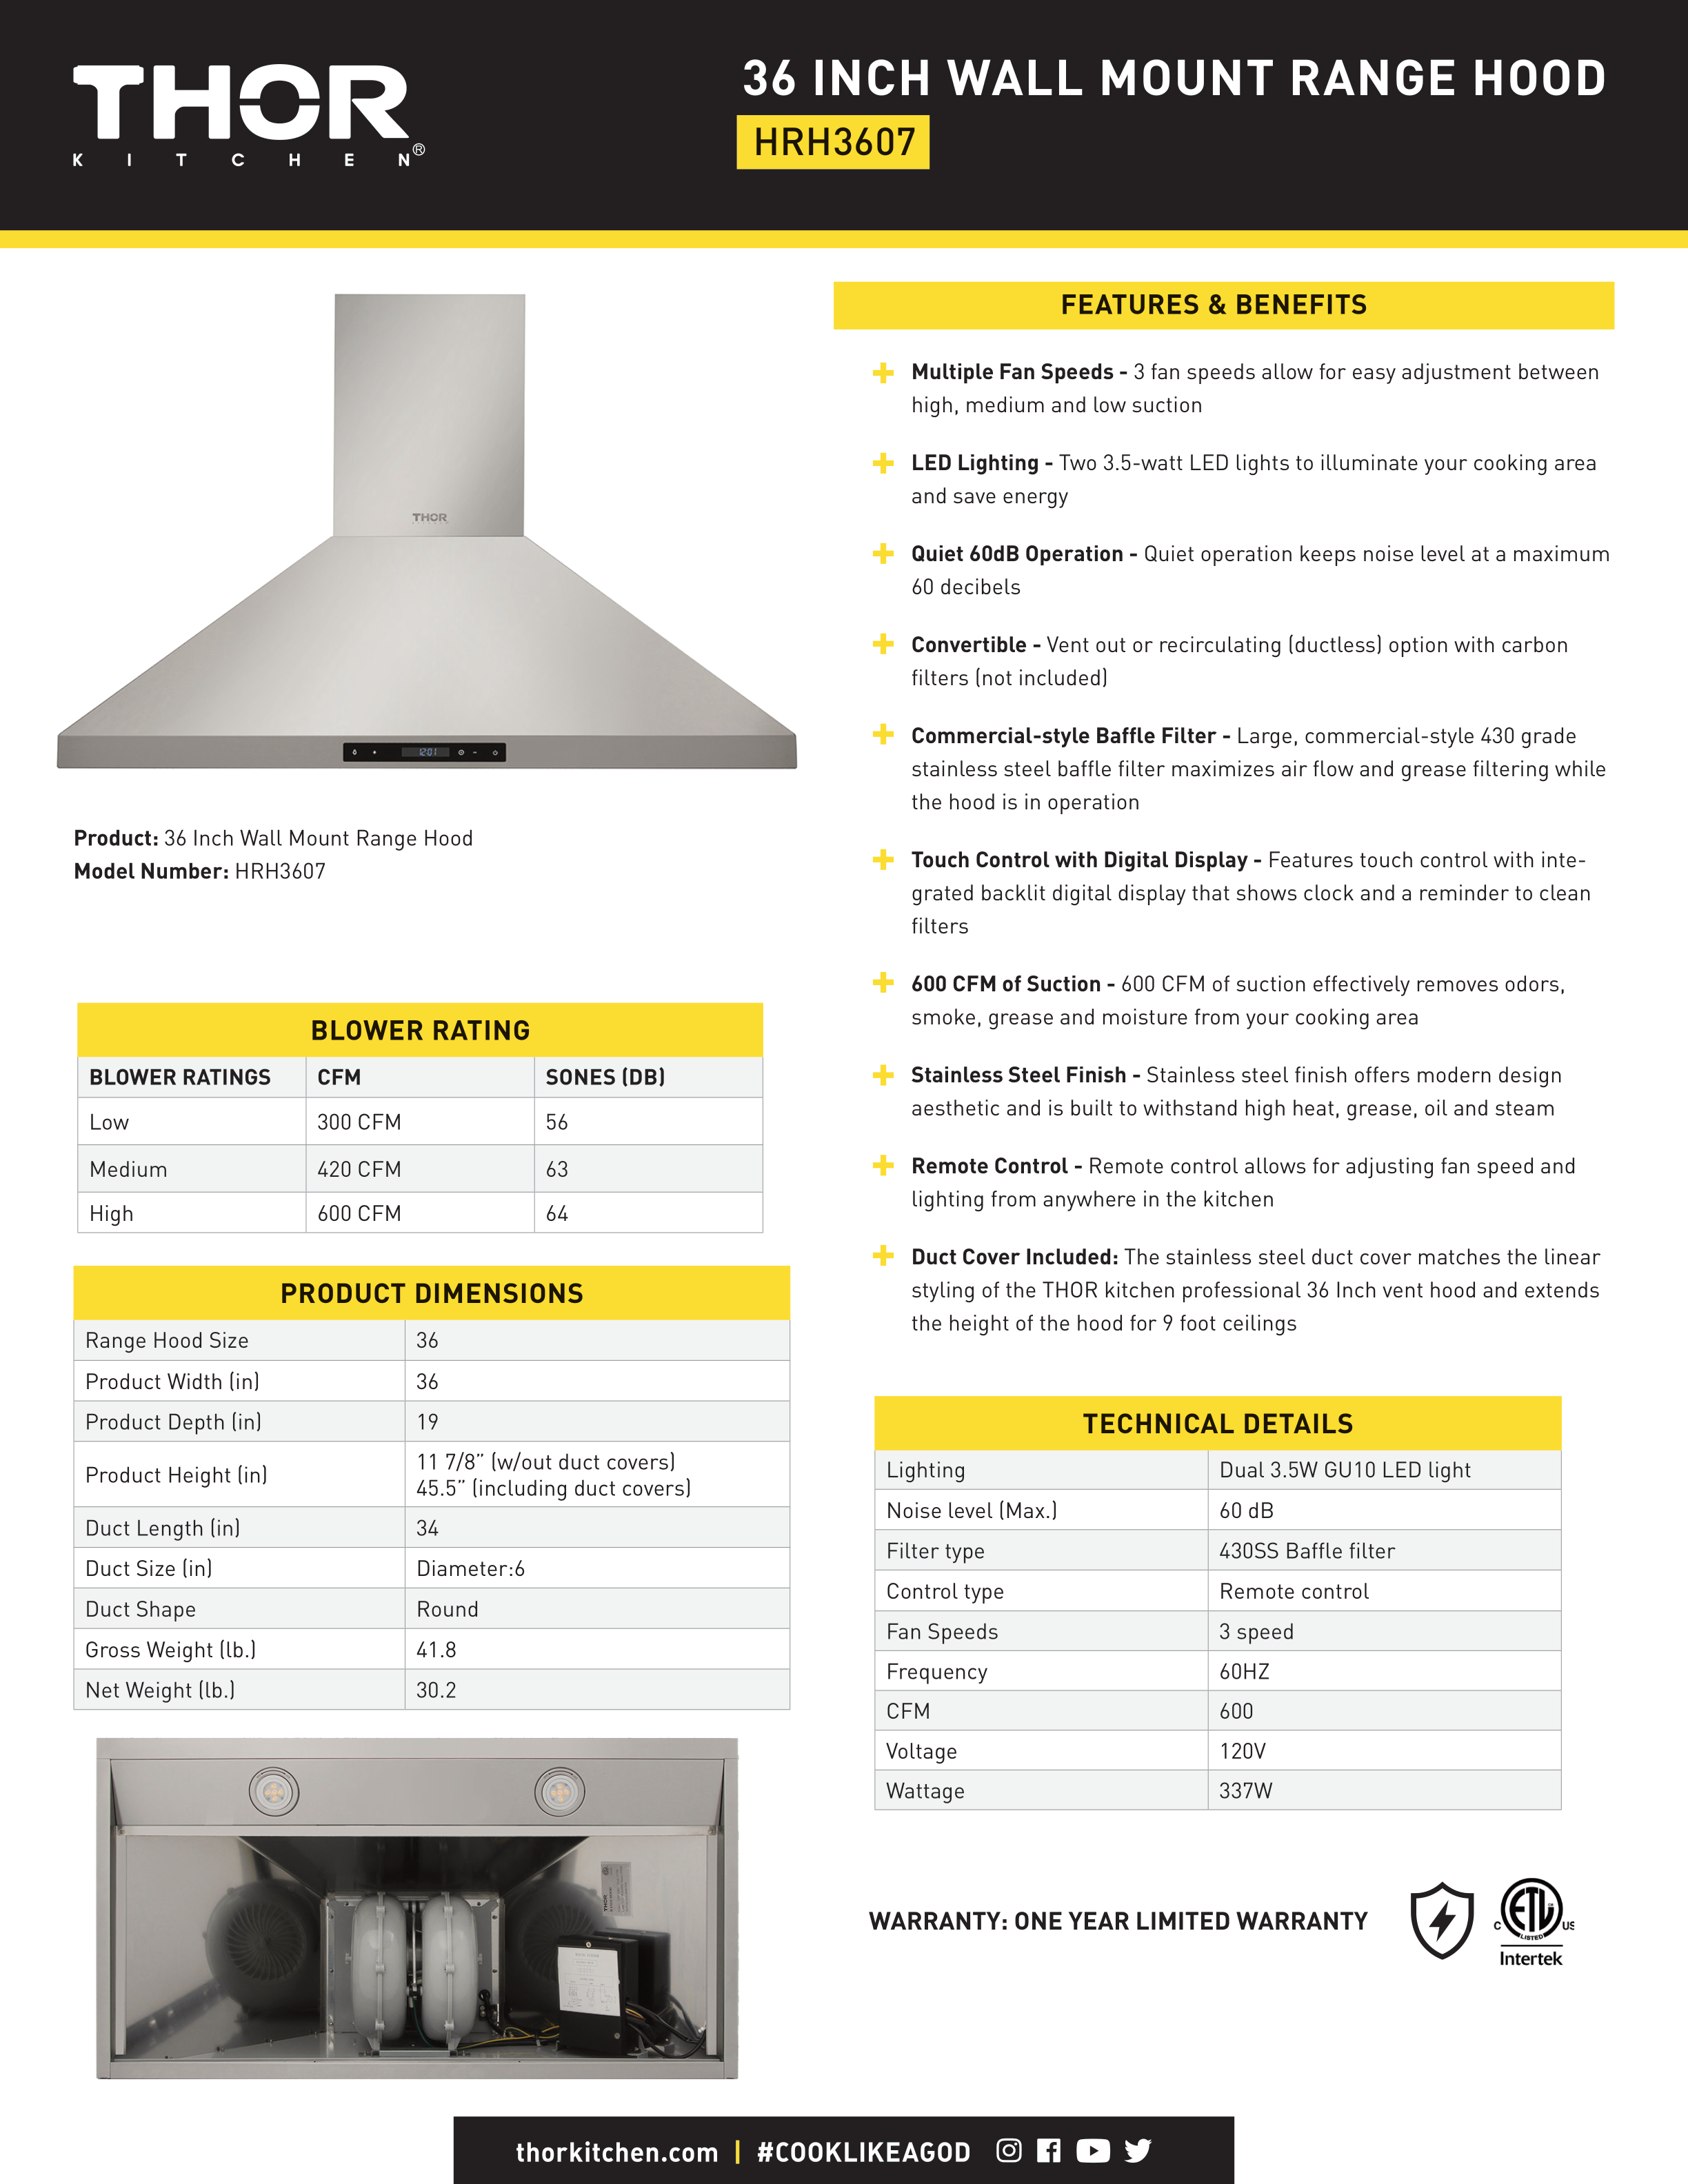 THOR
KITCHEN®
36 INCH WALL MOUNT RANGE HOOD
HRH3607
THOR
12:01
Product: 36 Inch Wall Mount Range Hood
Model Number: HRH3607
BLOWER RATING
BLOWER RATINGS CFM SONES (DB)
Low 300 CFM 56
Medium 420 CFM 63
High 600 CFM 64
PRODUCT DIMENSIONS
Range Hood Size 36
Product Width (in) 36
Product Depth (in) 19
Product Height (in) 11 7/8” (w/out duct covers)
45.5” (including duct covers)
Duct Length (in) 34
Duct Size (in) Diameter:6
Duct Shape Round
Gross Weight (lb.) 41.8
Net Weight (lb.) 30.2
THOR
FEATURES & BENEFITS
Multiple Fan Speeds - 3 fan speeds allow for easy adjustment between
high, medium and low suction
LED Lighting - Two 3.5-watt LED lights to illuminate your cooking area
and save energy
Quiet 60dB Operation - Quiet operation keeps noise level at a maximum
60 decibels
Convertible - Vent out or recirculating (ductless) option with carbon
filters (not included)
Commercial-style Baffle Filter - Large, commercial-style 430 grade
stainless steel baffle filter maximizes air flow and grease filtering while
the hood is in operation
Touch Control with Digital Display - Features touch control with inte-
grated backlit digital display that shows clock and a reminder to clean
filters
600 CFM of Suction - 600 CFM of suction effectively removes odors,
smoke, grease and moisture from your cooking area
Stainless Steel Finish - Stainless steel finish offers modern design
aesthetic and is built to withstand high heat, grease, oil and steam
Remote Control - Remote control allows for adjusting fan speed and
lighting from anywhere in the kitchen
Duct Cover Included: The stainless steel duct cover matches the linear
styling of the THOR kitchen professional 36 Inch vent hood and extends
the height of the hood for 9 foot ceilings
TECHNICAL DETAILS
Lighting Dual 3.5W GU10 LED light
Noise level (Max.) 60 dB
Filter type 430SS Baffle filter
Control type Remote control
Fan Speeds 3 speed
Frequency 60HZ
CFM 600
Voltage 120V
Wattage 337W
WARRANTY: ONE YEAR LIMITED WARRANTY
C ETL US
LISTED
Intertek
thorkitchen.com | #COOKLIKEAGOD